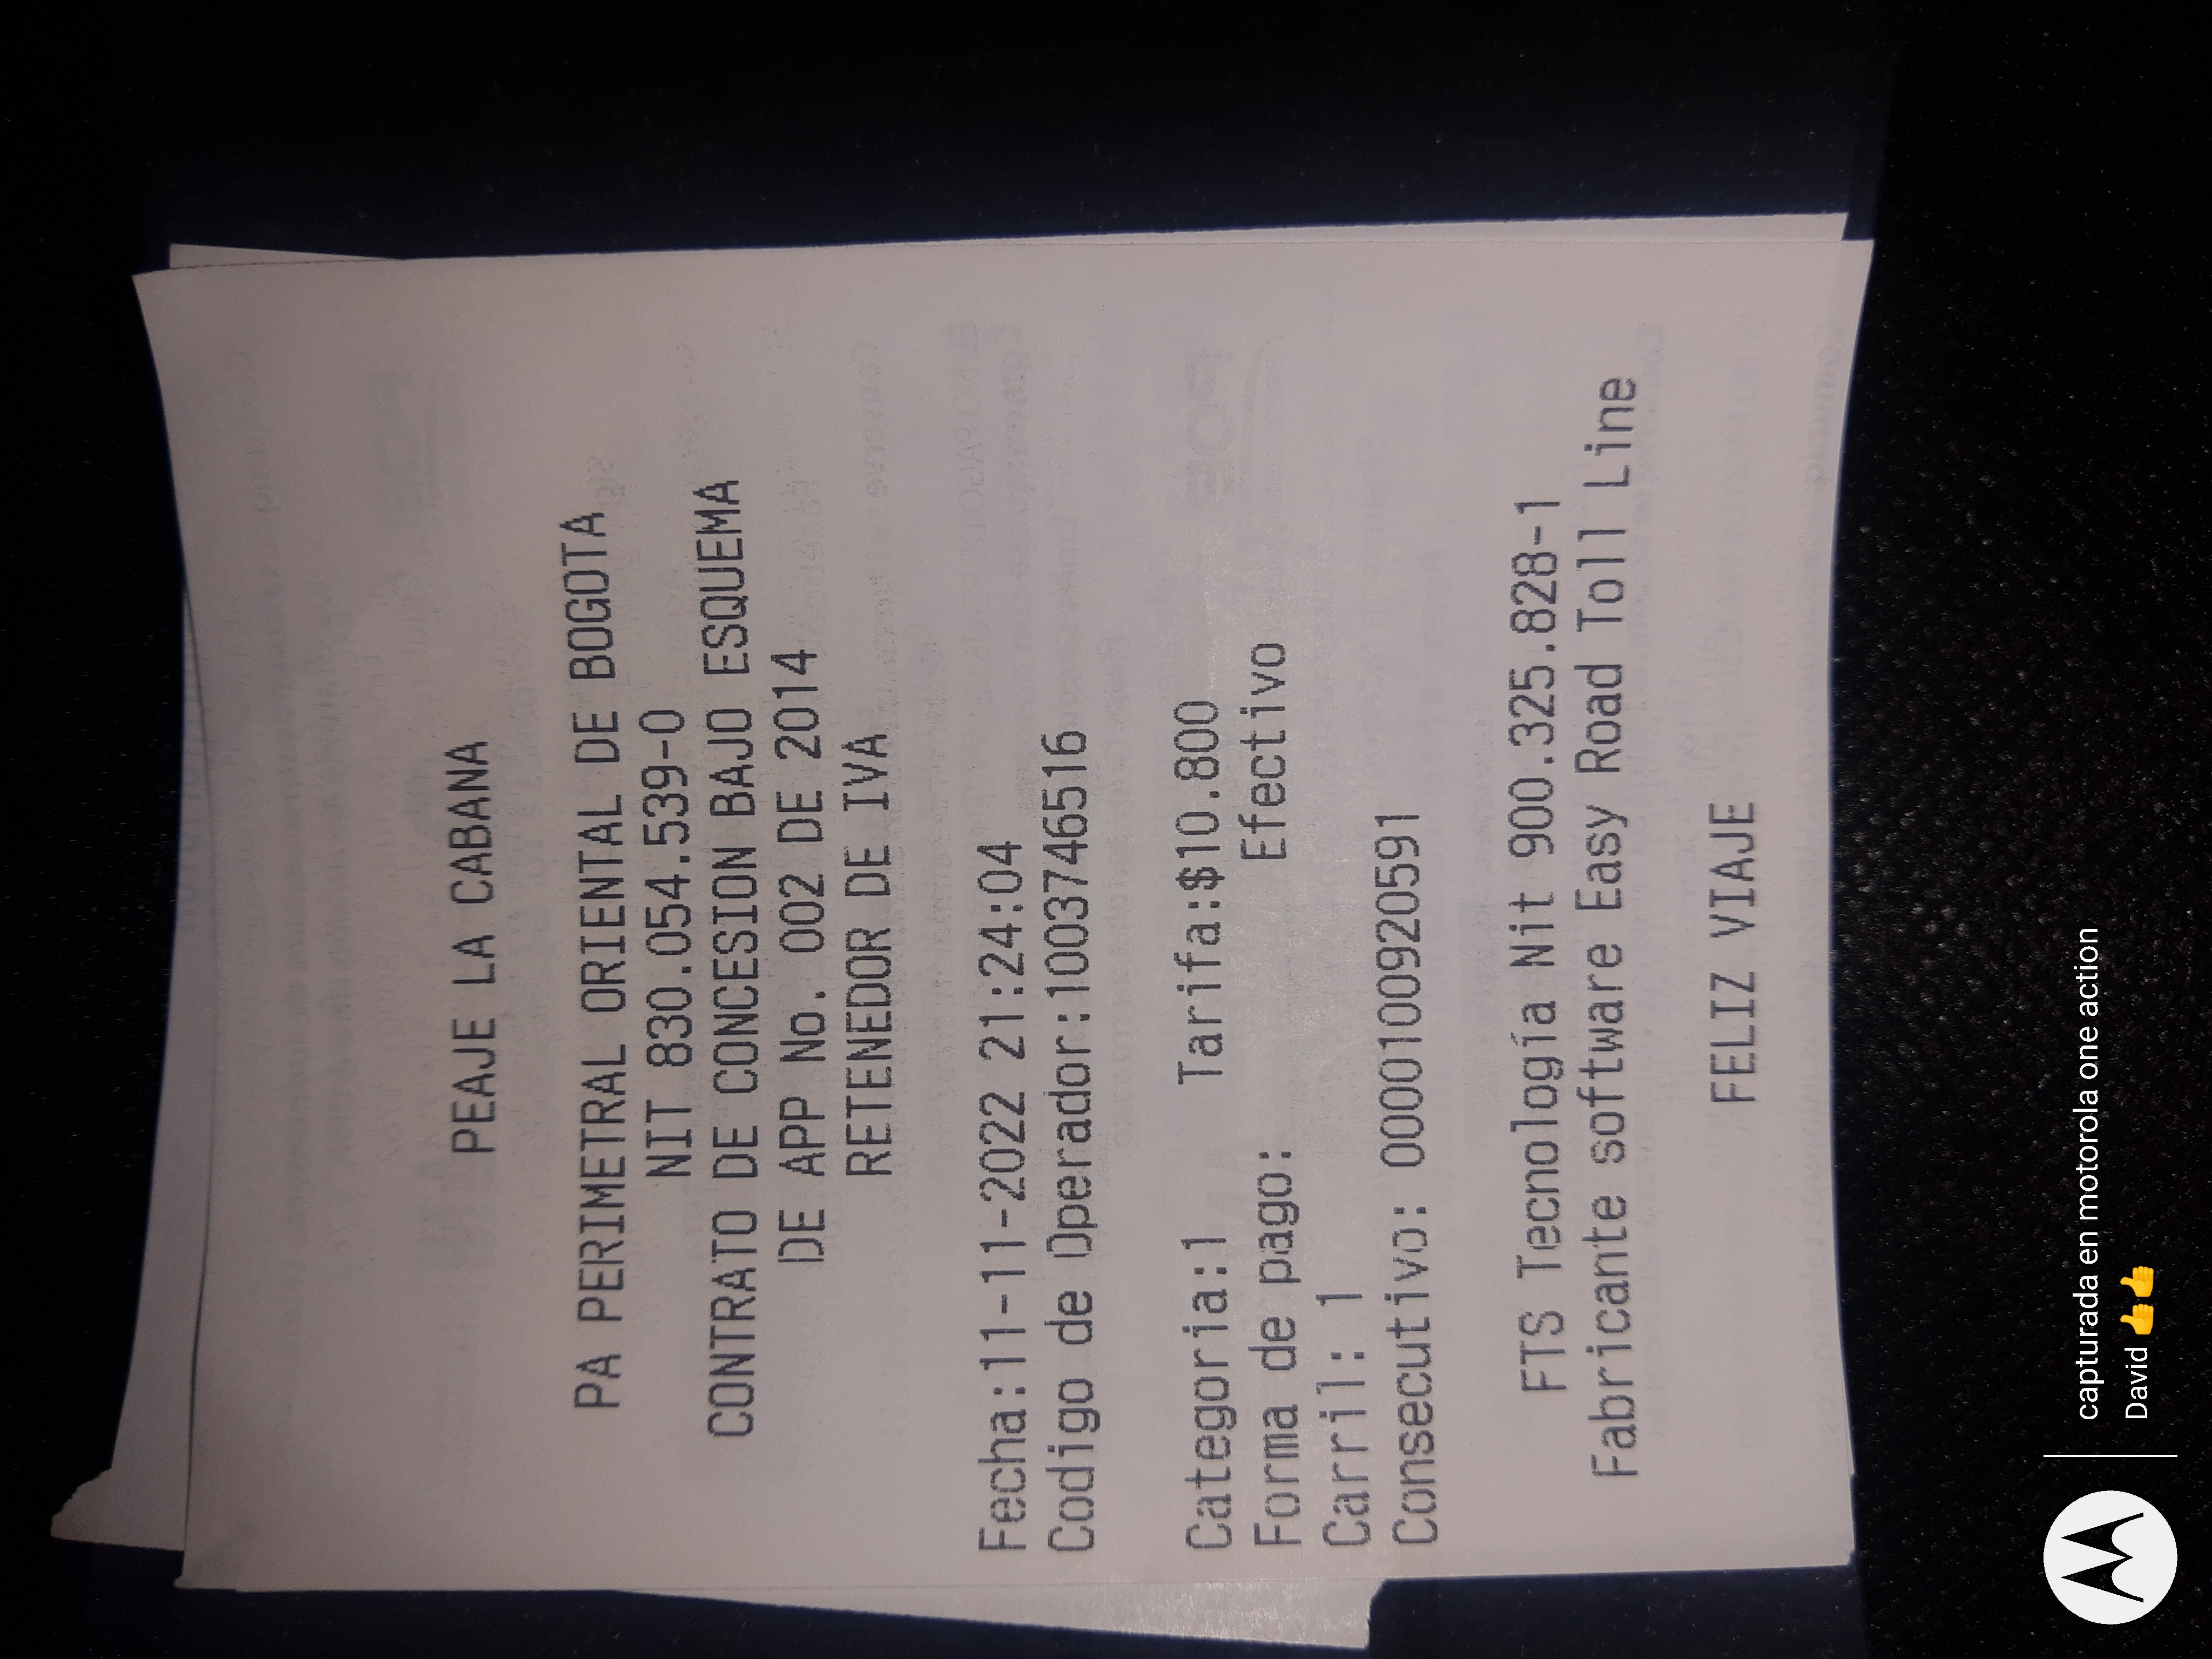 PEAJE LA CABANA
PA PERIMETRAL ORIENTAL DE BOGOTA
NIT 830.054.539-0
CONTRATO DE CONCESION BAJO ESQUEMA
DE APP No. 002 DE 2014
RETENEDOR DE IVA
Fecha:11-11-2022 21:24:04
Codigo de Operador:1003746516
Categoria:1 Tarifa:$10.800
Forma de pago: Efectivo
Carril: 1
Consecutivo: 0000100920591
FTS Tecnología Nit 900.325.828-1
Fabricante software Easy Road Toll Line
FELIZ VIAJE
capturada en motorola one action
David 👍👍